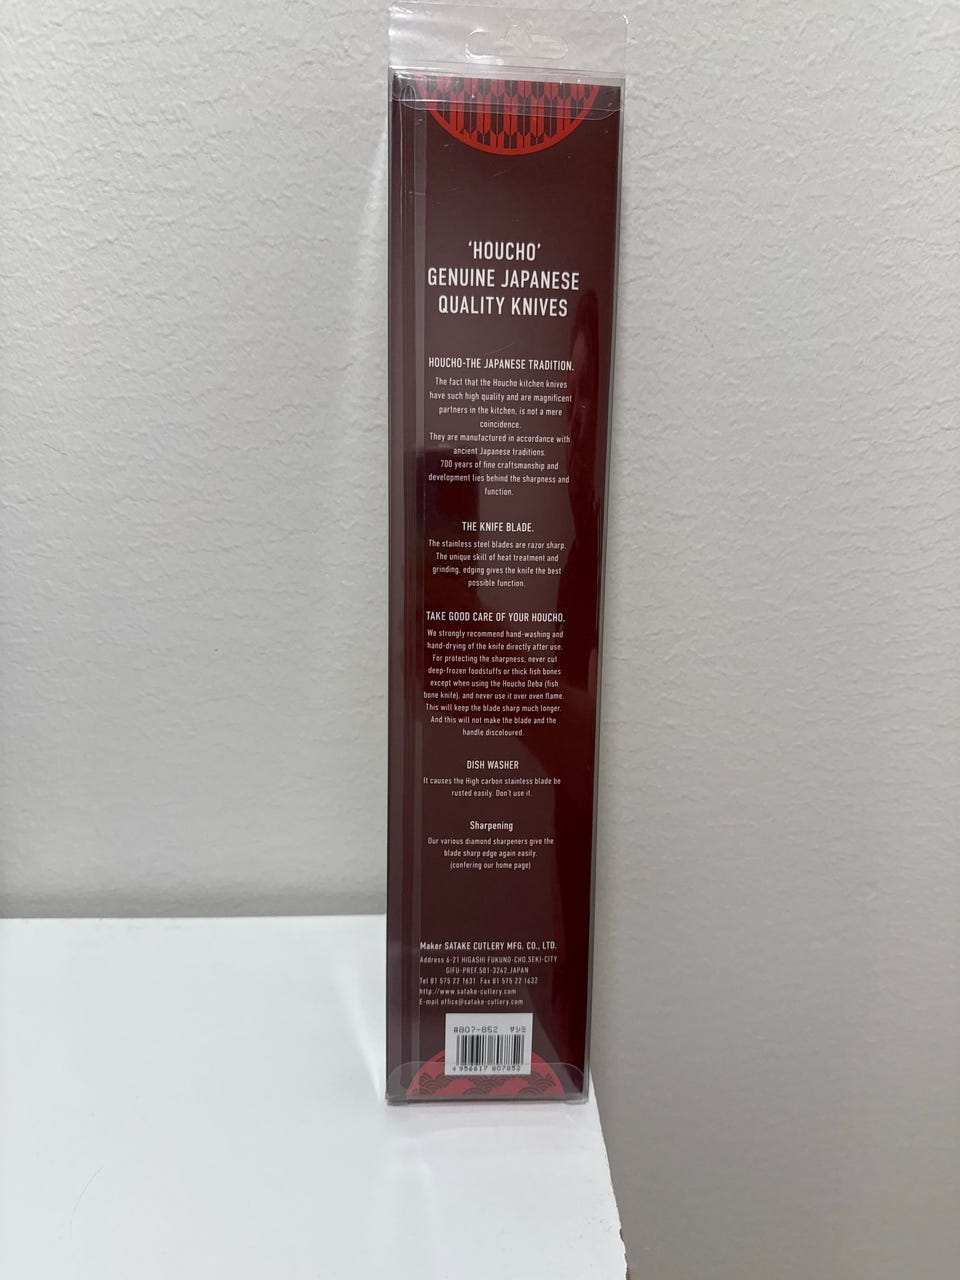 ‘HOUCHO’
GENUINE JAPANESE
QUALITY KNIVES
HOUCHO-THE JAPANESE TRADITION.
The fact that the Houcho kitchen knives
have such high quality and are magnificent
partners in the kitchen, is not a mere
coincidence.
They are manufactured in accordance with
ancient Japanese traditions.
700 years of fine craftsmanship and
development lies behind the sharpness and
function.
THE KNIFE BLADE.
The stainless steel blades are razor sharp.
The unique skill of heat treatment and
grinding, edging gives the knife the best
possible function.
TAKE GOOD CARE OF YOUR HOUCHO.
We strongly recommend hand-washing and
hand-drying of the knife directly after use.
For protecting the sharpness, never cut
deep-frozen foodstuffs or thick fish bones
except when using the Houcho Deba (fish
bone knife), and never use it over oven flame.
This will keep the blade sharp much longer.
And this will not make the blade and the
handle discoloured.
DISH WASHER
It causes the High carbon stainless blade be
rusted easily. Don't use it.
Sharpening
Our various diamond sharpeners give the
blade sharp edge again easily.
(confering our home page)
Maker SATAKE CUTLERY MFG. CO., LTD.
Address 6-21 HIGASHI FUKUNO-CHO,SEKI-CITY
GIFU-PREF.501-3242.JAPAN
Tel 81 575 22 1631 Fax 81 575 22 1632
http://www.satake-cutlery.com
E-mail office@satake-cutlery.com
#807-852 サシミ
4 956617 807852